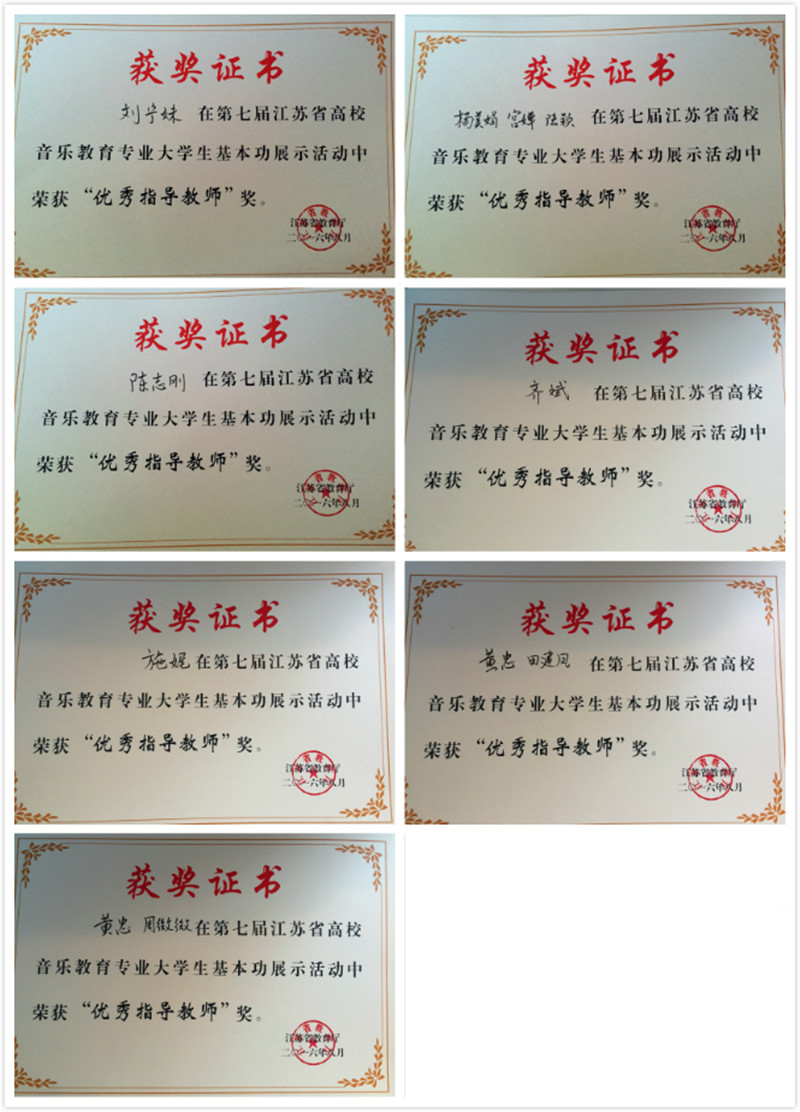 获奖证书
刘宇妹 在第七届江苏省高校
音乐教育专业大学生基本功展示活动中
荣获“优秀指导教师”奖。
江苏省教育厅
二〇一六年八月
获奖证书
杨美娟 宫婵 陆颖 在第七届江苏省高校
音乐教育专业大学生基本功展示活动中
荣获“优秀指导教师”奖。
江苏省教育厅
二〇一六年八月
获奖证书
陈志刚 在第七届江苏省高校
音乐教育专业大学生基本功展示活动中
荣获“优秀指导教师”奖。
江苏省教育厅
二〇一六年八月
获奖证书
齐斌 在第七届江苏省高校
音乐教育专业大学生基本功展示活动中
荣获“优秀指导教师”奖。
江苏省教育厅
二〇一六年八月
获奖证书
施娓 在第七届江苏省高校
音乐教育专业大学生基本功展示活动中
荣获“优秀指导教师”奖。
江苏省教育厅
二〇一六年八月
获奖证书
黄忠 田建风 在第七届江苏省高校
音乐教育专业大学生基本功展示活动中
荣获“优秀指导教师”奖。
江苏省教育厅
二〇一六年八月
获奖证书
黄忠 周微微 在第七届江苏省高校
音乐教育专业大学生基本功展示活动中
荣获“优秀指导教师”奖。
江苏省教育厅
二〇一六年八月